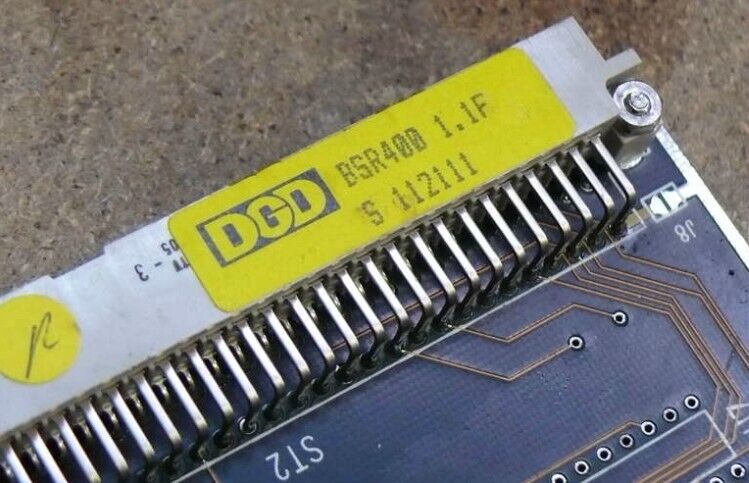 DGD
BSR400 1.1F
S 112111
J8
ST2